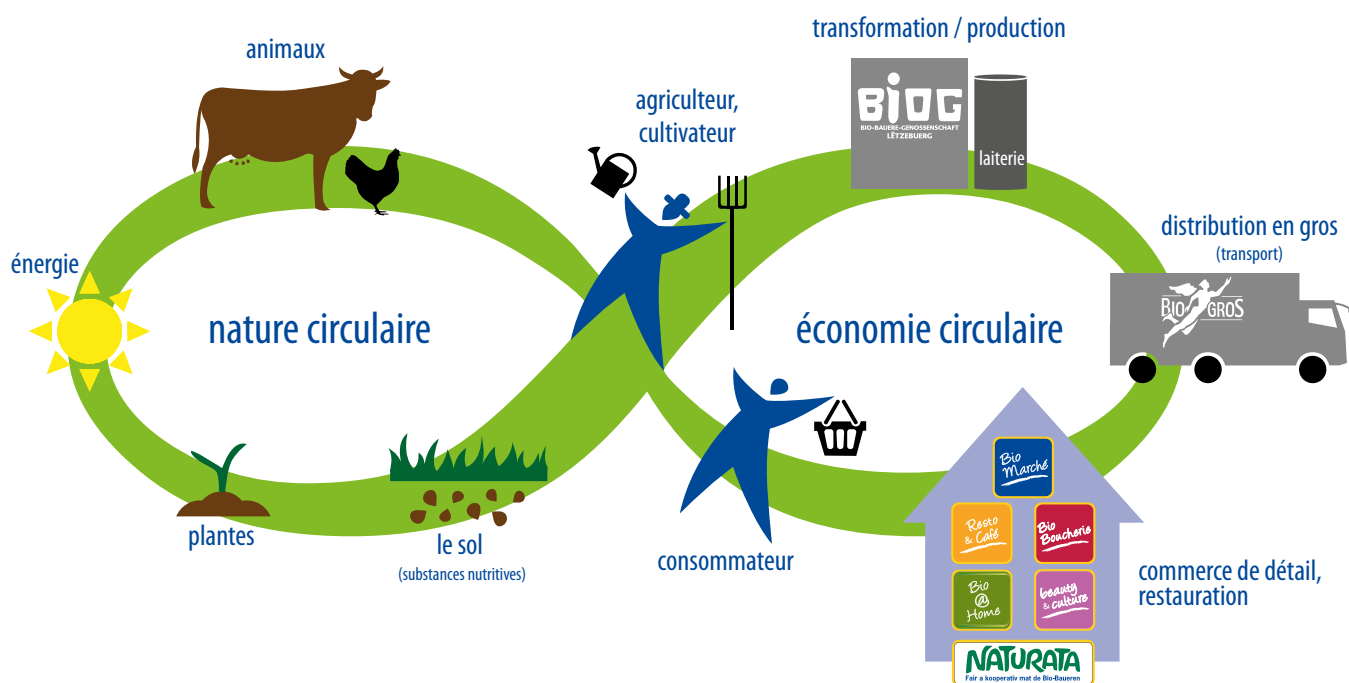 transformation / production
animaux
agriculteur,
cultivateur
BIOG
BIO-BAUERE-GENOSSENSCHAFT
LËTZEBUERG
laiterie
distribution en gros
(transport)
BIO GROS
énergie
nature circulaire
économie circulaire
Bio
Marché
Resto
& Café
Bio
Boucherie
Bio
@
Home
beauty
& culture
NATURATA
Fair a kooperativ mat de Bio-Baueren
commerce de détail,
restauration
plantes
le sol
(substances nutritives)
consommateur